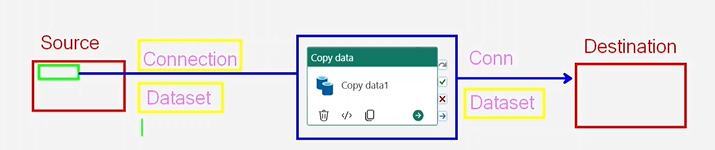 Source
Connection
Dataset
Copy data
Copy data1
Conn
Dataset
Destination